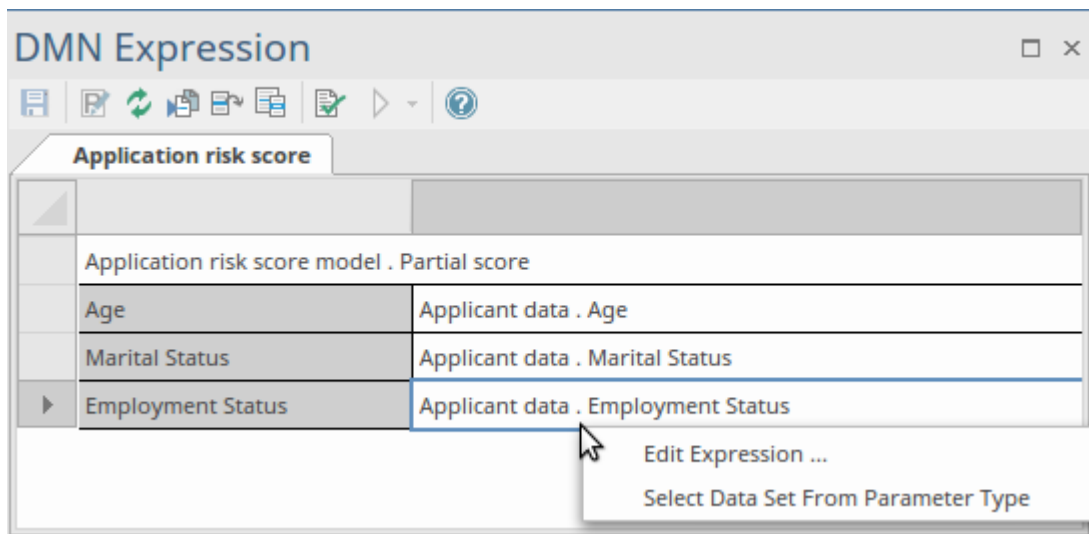 DMN Expression
Application risk score
Application risk score model . Partial score
Age Applicant data . Age
Marital Status Applicant data . Marital Status
Employment Status Applicant data . Employment Status
Edit Expression ...
Select Data Set From Parameter Type